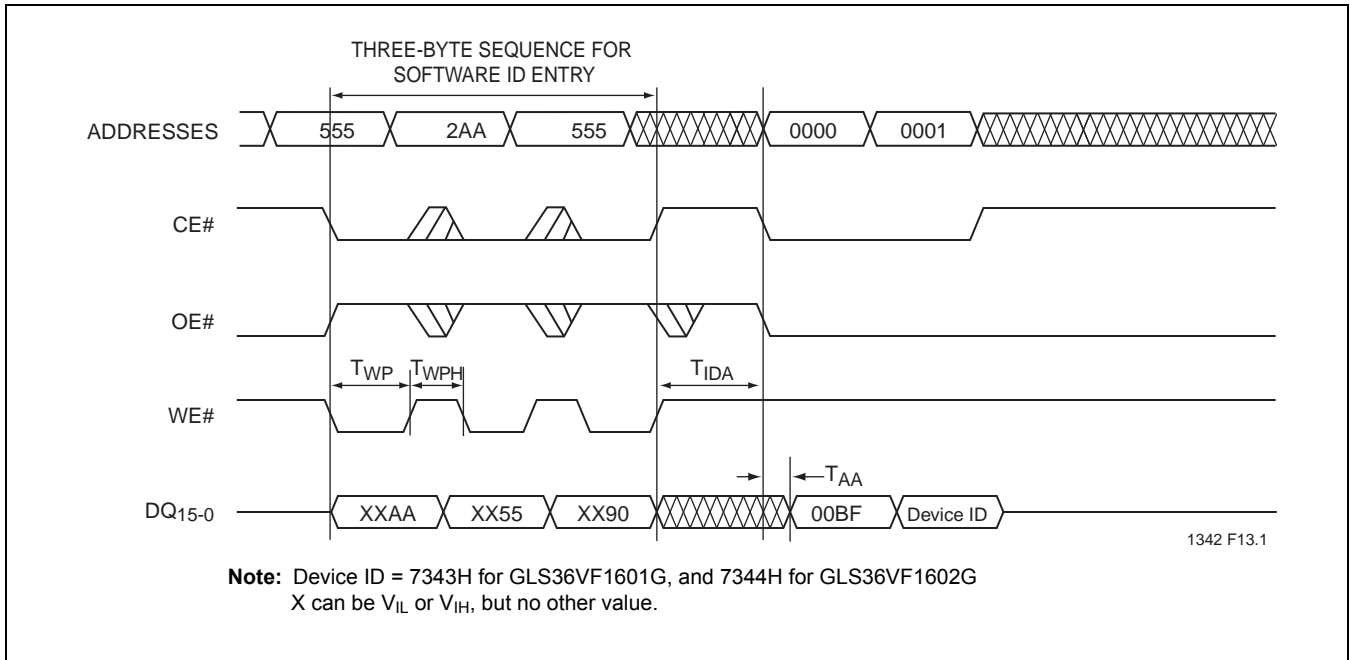 THREE-BYTE SEQUENCE FOR
SOFTWARE ID ENTRY
ADDRESSES 555 2AA 555 0000 0001
CE#
OE#
TWP TWPH TIDA
WE#
TAA
DQ15-0 XXAA XX55 XX90 00BF Device ID
1342 F13.1
Note: Device ID = 7343H for GLS36VF1601G, and 7344H for GLS36VF1602G
X can be VIL or VIH, but no other value.